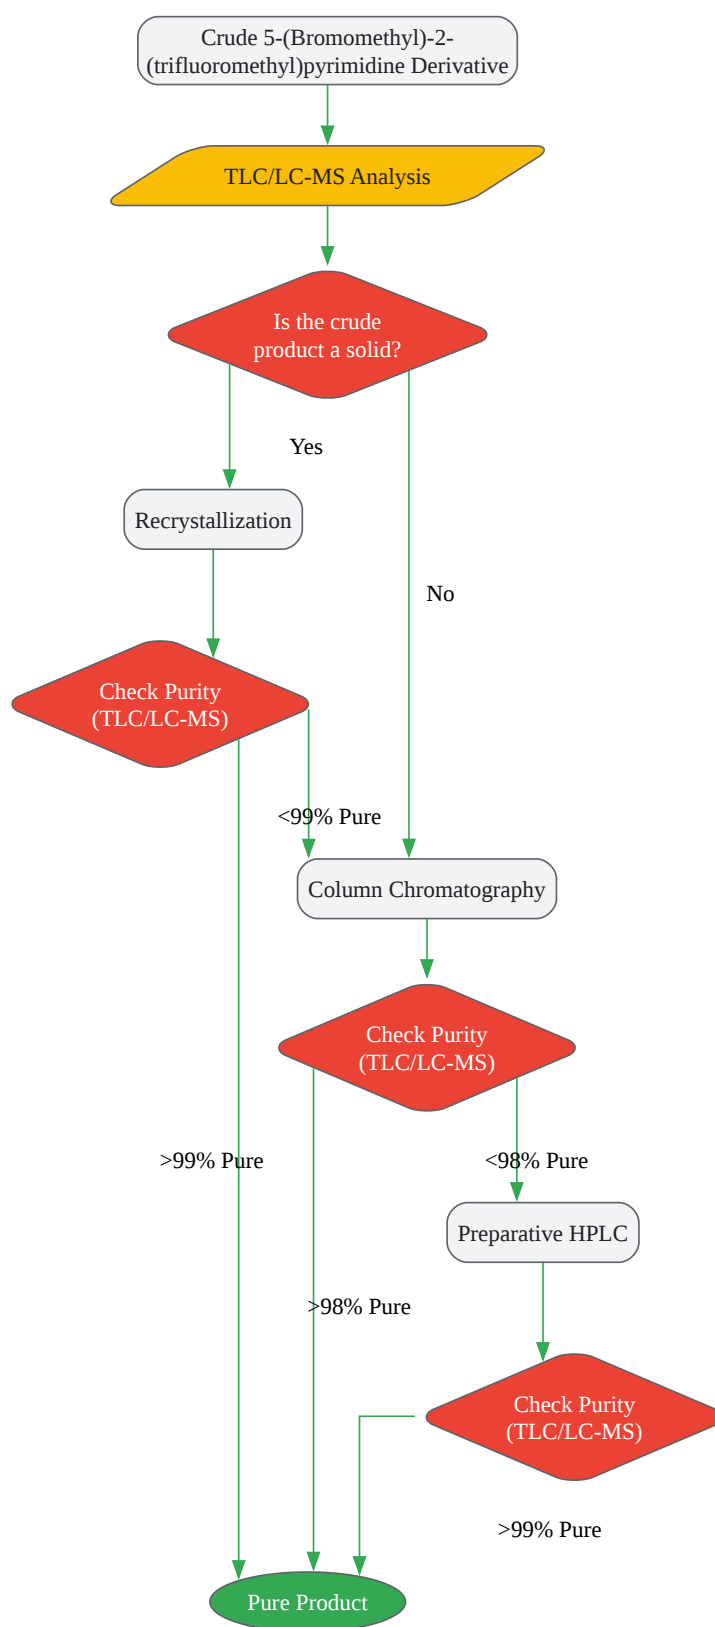 Crude 5-(Bromomethyl)-2-
(trifluoromethyl)pyrimidine Derivative
TLC/LC-MS Analysis
Is the crude
product a solid?
Yes
Recrystallization
No
Check Purity
(TLC/LC-MS)
<99% Pure
Column Chromatography
Check Purity
(TLC/LC-MS)
>99% Pure
<98% Pure
Preparative HPLC
>98% Pure
Check Purity
(TLC/LC-MS)
>99% Pure
Pure Product